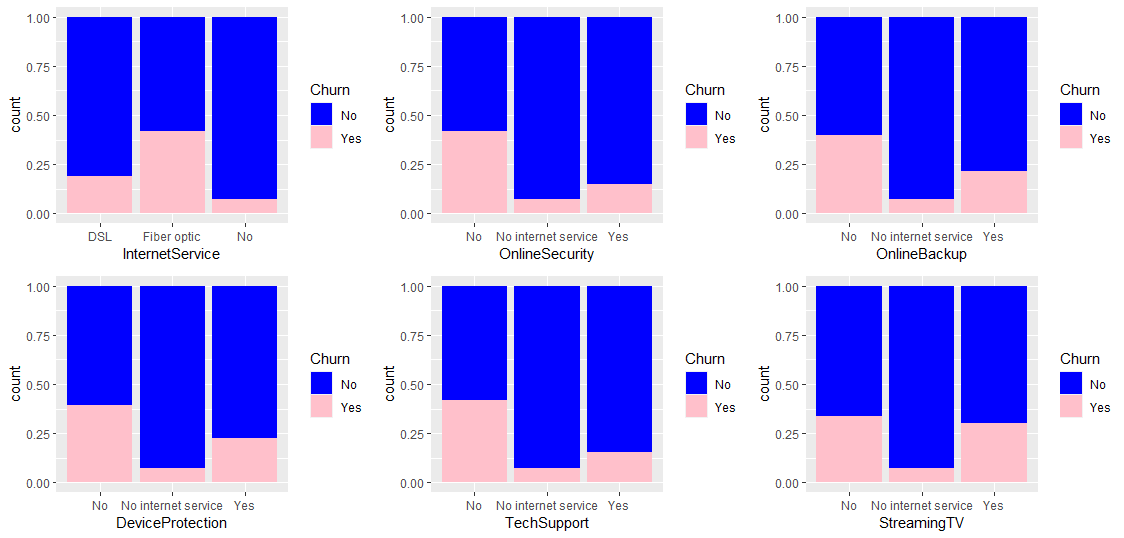 1.00
0.75
0.50
0.25
0.00
count
DSL Fiber optic No
InternetService
Churn
No
Yes
1.00
0.75
0.50
0.25
0.00
count
No No internet service Yes
OnlineSecurity
Churn
No
Yes
1.00
0.75
0.50
0.25
0.00
count
No No internet service Yes
OnlineBackup
Churn
No
Yes
1.00
0.75
0.50
0.25
0.00
count
No No internet service Yes
DeviceProtection
Churn
No
Yes
1.00
0.75
0.50
0.25
0.00
count
No No internet service Yes
TechSupport
Churn
No
Yes
1.00
0.75
0.50
0.25
0.00
count
No No internet service Yes
StreamingTV
Churn
No
Yes